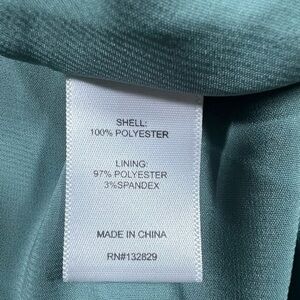 SHELL:
100% POLYESTER
LINING:
97% POLYESTER
3%SPANDEX
MADE IN CHINA
RN#132829